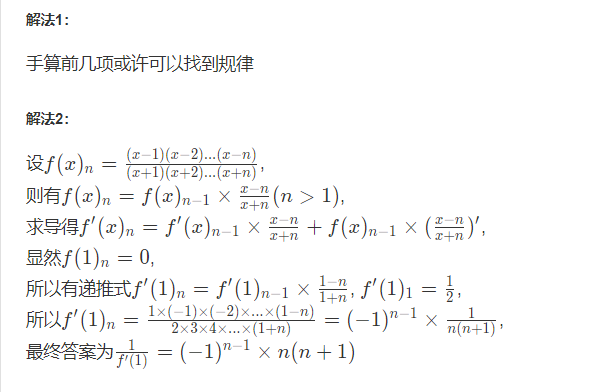 解法1:
手算前几项或许可以找到规律
解法2:
设$f(x)_n = \frac{(x-1)(x-2)\ldots(x-n)}{(x+1)(x+2)\ldots(x+n)}$,
则有$f(x)_n = f(x)_{n-1} \times \frac{x-n}{x+n}(n > 1)$,
求导得$f'(x)_n = f'(x)_{n-1} \times \frac{x-n}{x+n} + f(x)_{n-1} \times (\frac{x-n}{x+n})'$,
显然$f(1)_n = 0$,
所以有递推式$f'(1)_n = f'(1)_{n-1} \times \frac{1-n}{1+n}, f'(1)_1 = \frac{1}{2}$,
所以$f'(1)_n = \frac{1\times(-1)\times(-2)\times\ldots\times(1-n)}{2\times3\times4\times\ldots\times(1+n)} = (-1)^{n-1} \times \frac{1}{n(n+1)}$,
最终答案为$\frac{1}{f'(1)} = (-1)^{n-1} \times n(n+1)$